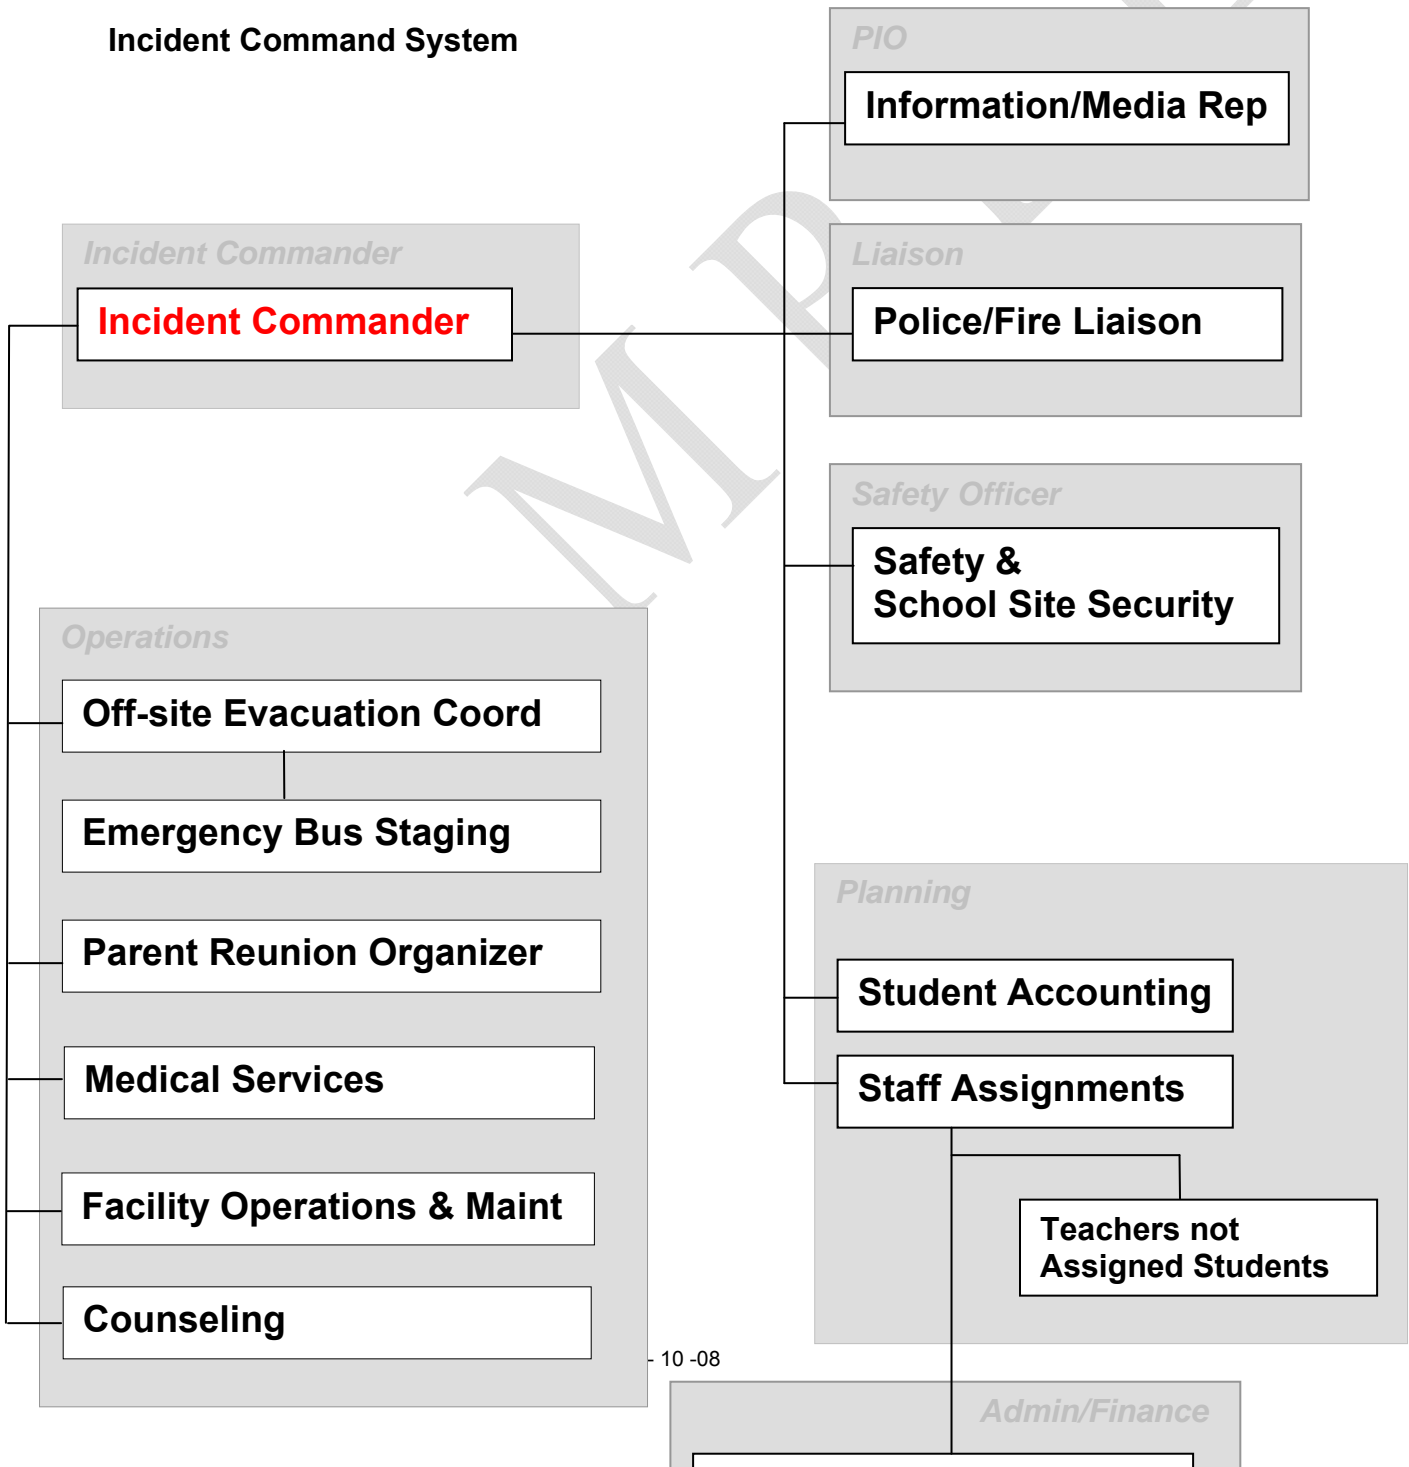 Incident Command System
PIO
Information/Media Rep
Incident Commander
Incident Commander
Liaison
Police/Fire Liaison
Safety Officer
Safety &
School Site Security
Operations
Off-site Evacuation Coord
Emergency Bus Staging
Parent Reunion Organizer
Medical Services
Facility Operations & Maint
Counseling
Planning
Student Accounting
Staff Assignments
Teachers not
Assigned Students
- 10 -08
Admin/Finance